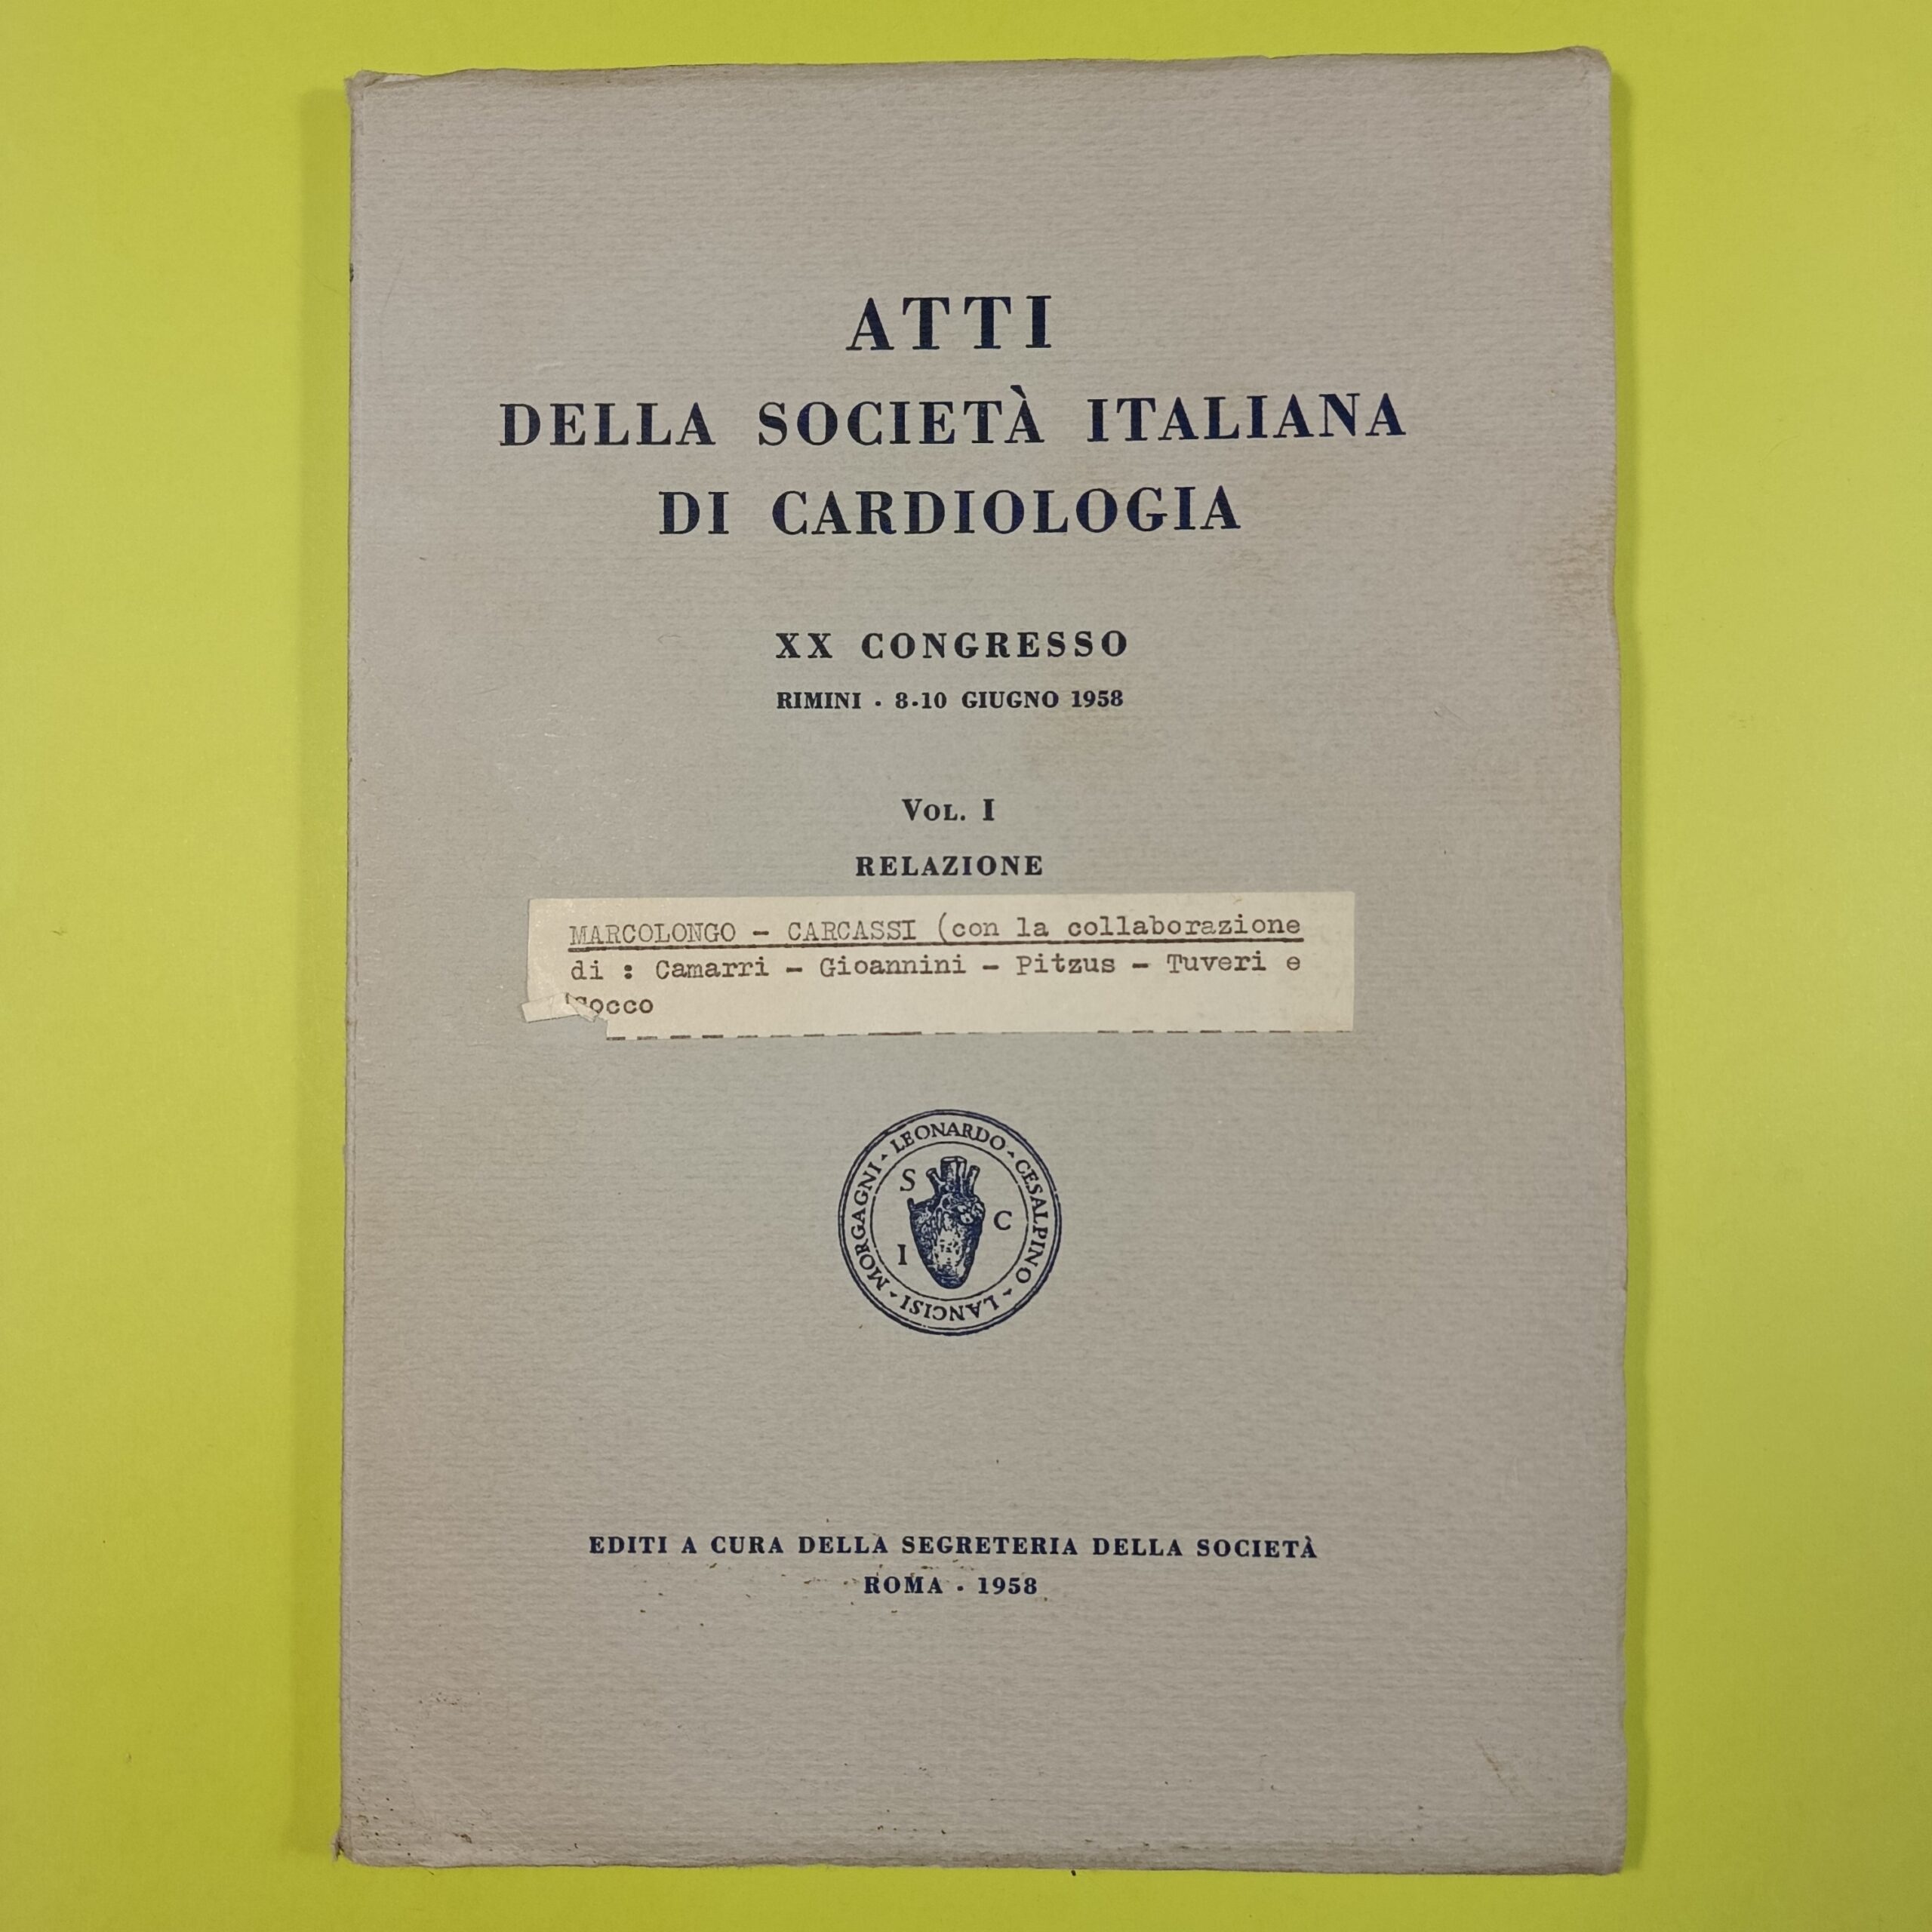 ATTI
DELLA SOCIETÀ ITALIANA
DI CARDIOLOGIA
XX CONGRESSO
RIMINI - 8-10 GIUGNO 1958
VOL. I
RELAZIONE
MARCOLONGO - CARCASSI (con la collaborazione
di : Camarri - Gioannini - Pitzus - Tuveri e
MORGAGNI - LEONARDO - CESALPINO - LANCISI -
S
C
I
EDITI A CURA DELLA SEGRETERIA DELLA SOCIETÀ
ROMA - 1958